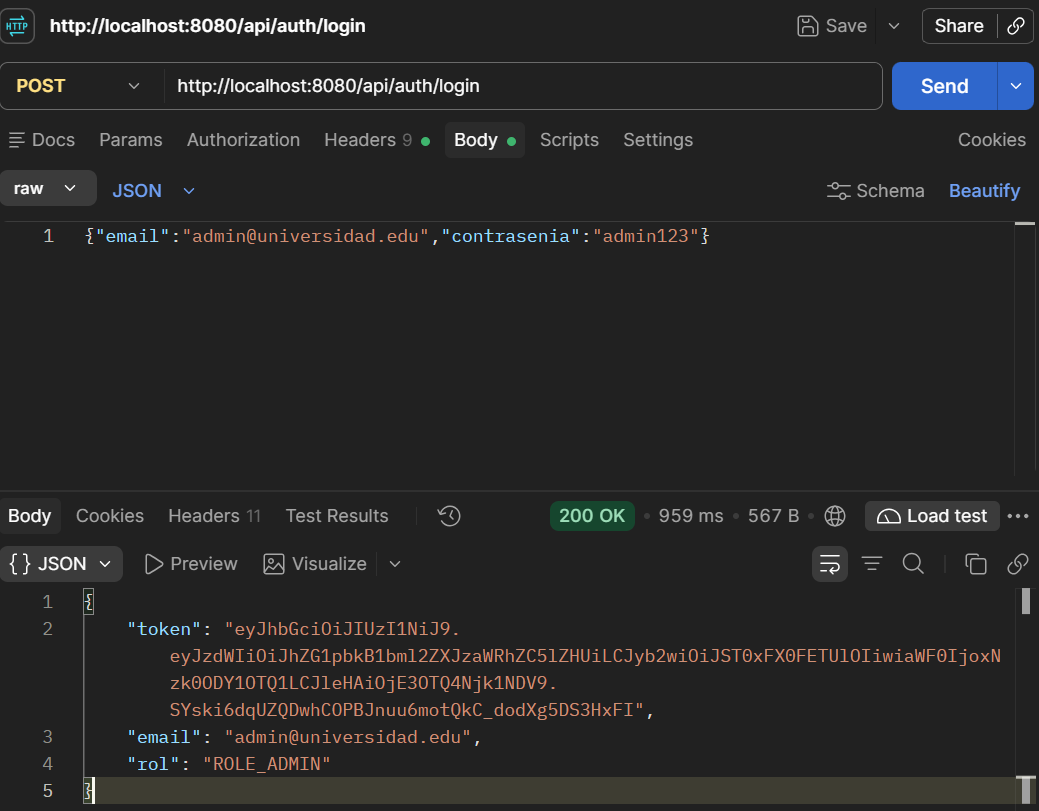 HTTP http://localhost:8080/api/auth/login Save Share
POST http://localhost:8080/api/auth/login Send
Docs Params Authorization Headers 9 Body Scripts Settings Cookies
raw JSON Schema Beautify
1 {"email":"admin@universidad.edu","contrasenia":"admin123"}
Body Cookies Headers 11 Test Results 200 OK • 959 ms • 567 B • Load test
{} JSON Preview Visualize
1 {
2 "token": "eyJhbGciOiJIUzI1NiJ9.
eyJzdWIiOiJhZG1pbkB1bml2ZXJzaWRhZC5lZHUiLCJyb2wiOiJST0xFX0FETUlOIiwiaWF0IjoxN
zk0ODY1OTQ1LCJleHAiOjE3OTQ4Njk1NDV9.
SYski6dqUZQDwhCOPBJnuu6motQkC_dodXg5DS3HxFI",
3 "email": "admin@universidad.edu",
4 "rol": "ROLE_ADMIN"
5 }